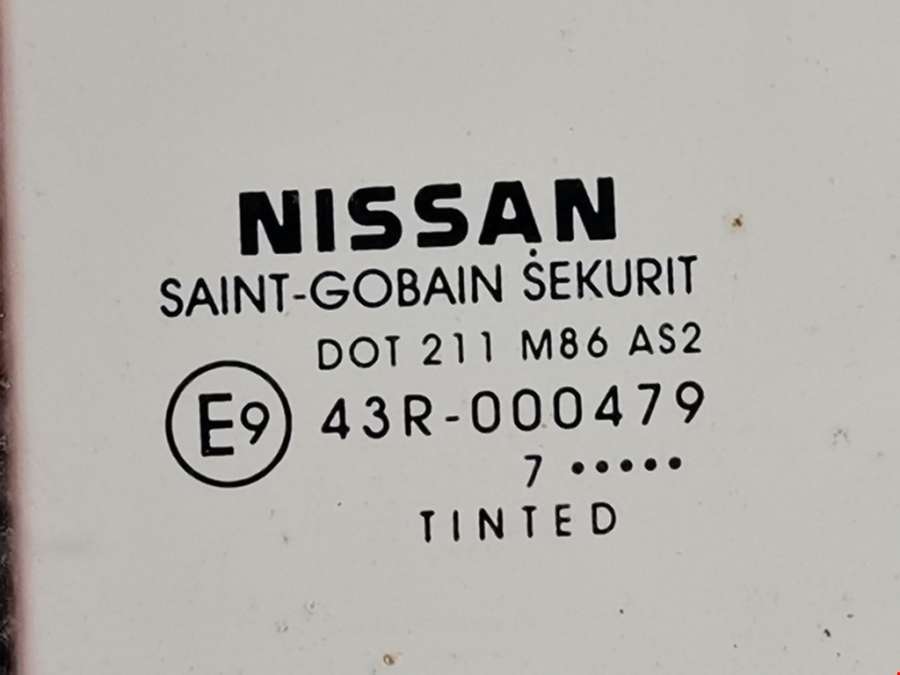 NISSAN
SAINT-GOBAIN SEKURIT
DOT 211 M86 AS2
E9 43R-000479
7 •••••
TINTED